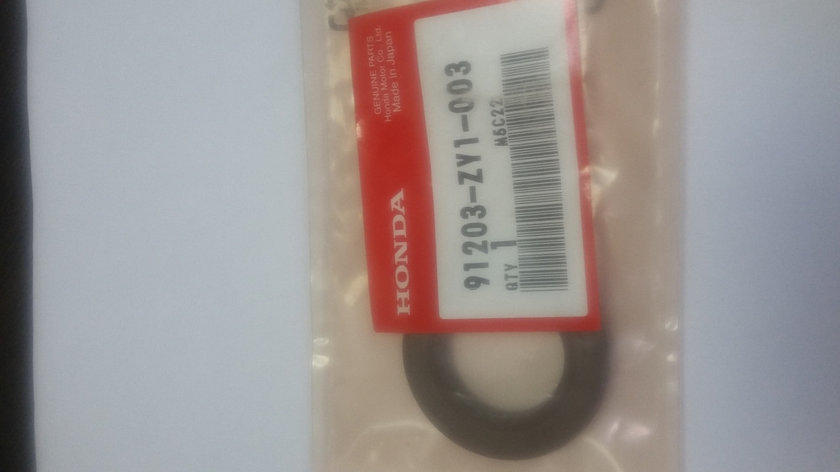 GENUINE PARTS
Honda Motor Co., Ltd.
Made in Japan
HONDA
91203-ZY1-003
QTY 1
M6C22